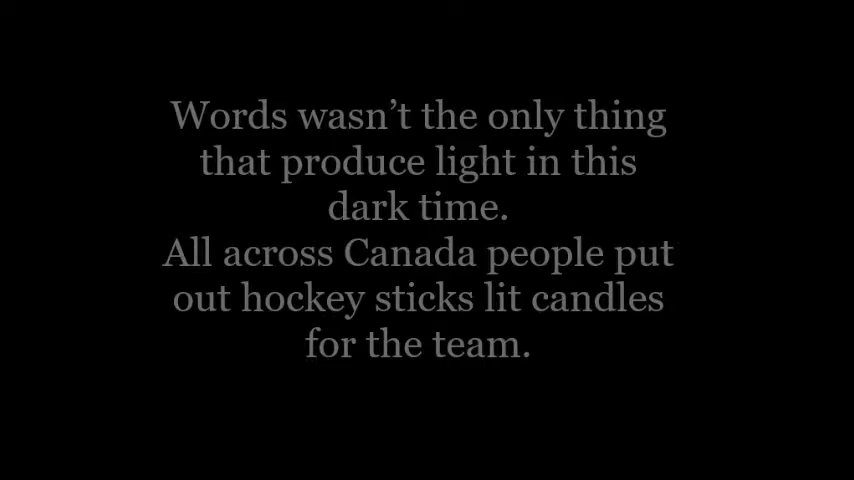 Words wasn’t the only thing
that produce light in this
dark time.
All across Canada people put
out hockey sticks lit candles
for the team.